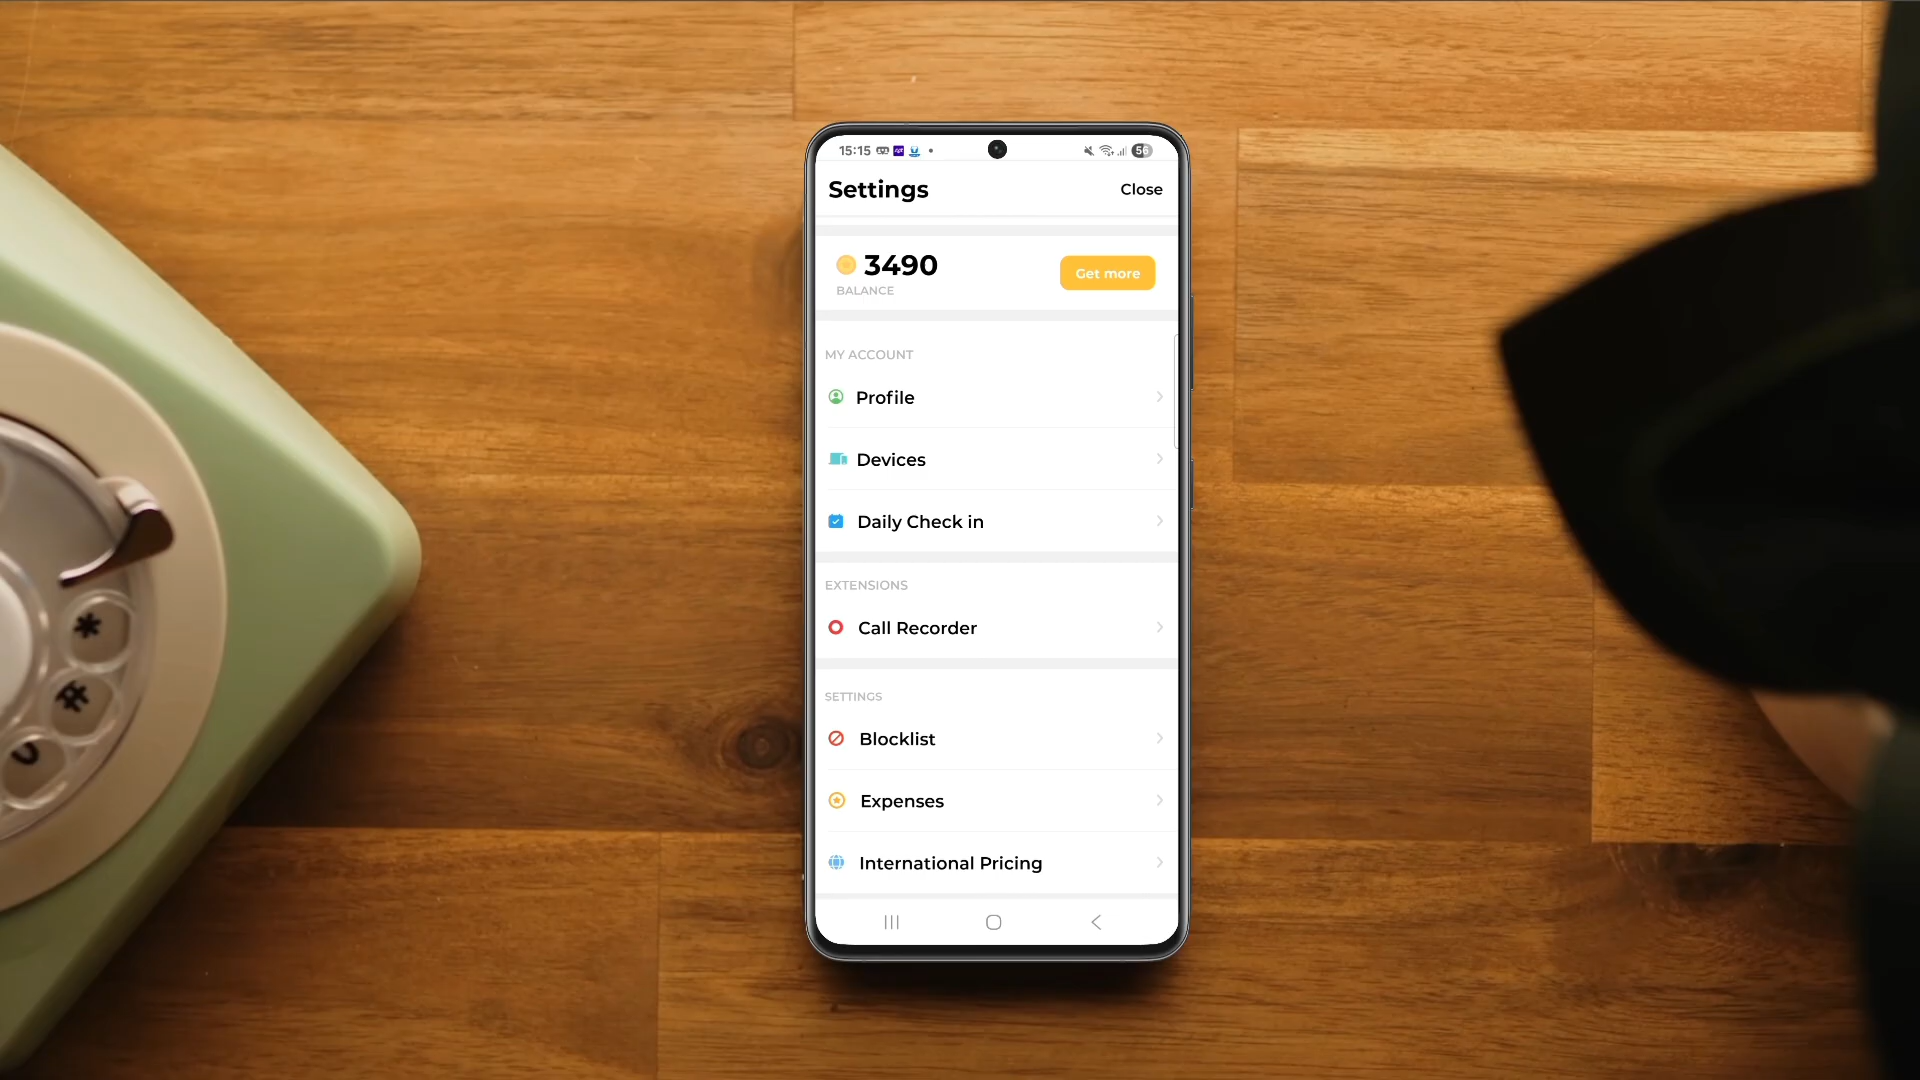 15:15
56
Settings
Close
3490
Get more
BALANCE
MY ACCOUNT
Profile
Devices
Daily Check in
EXTENSIONS
Call Recorder
SETTINGS
Blocklist
Expenses
International Pricing
*
#